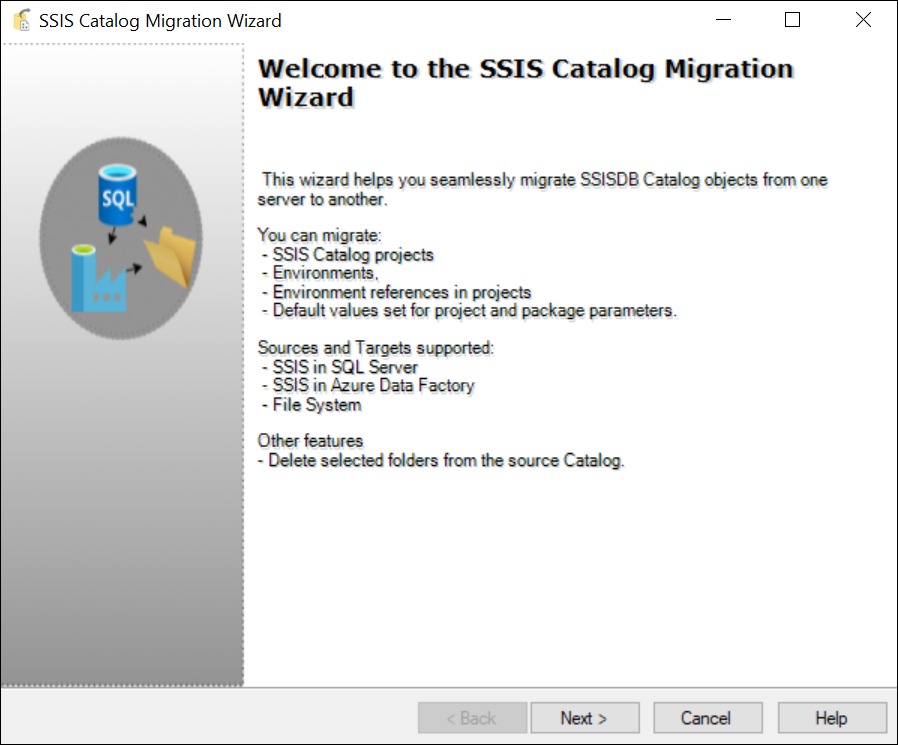 SSIS Catalog Migration Wizard
Welcome to the SSIS Catalog Migration
Wizard
SQL
This wizard helps you seamlessly migrate SSISDB Catalog objects from one
server to another.
You can migrate:
- SSIS Catalog projects
- Environments,
- Environment references in projects
- Default values set for project and package parameters.
Sources and Targets supported:
- SSIS in SQL Server
- SSIS in Azure Data Factory
- File System
Other features
- Delete selected folders from the source Catalog.
< Back Next > Cancel Help